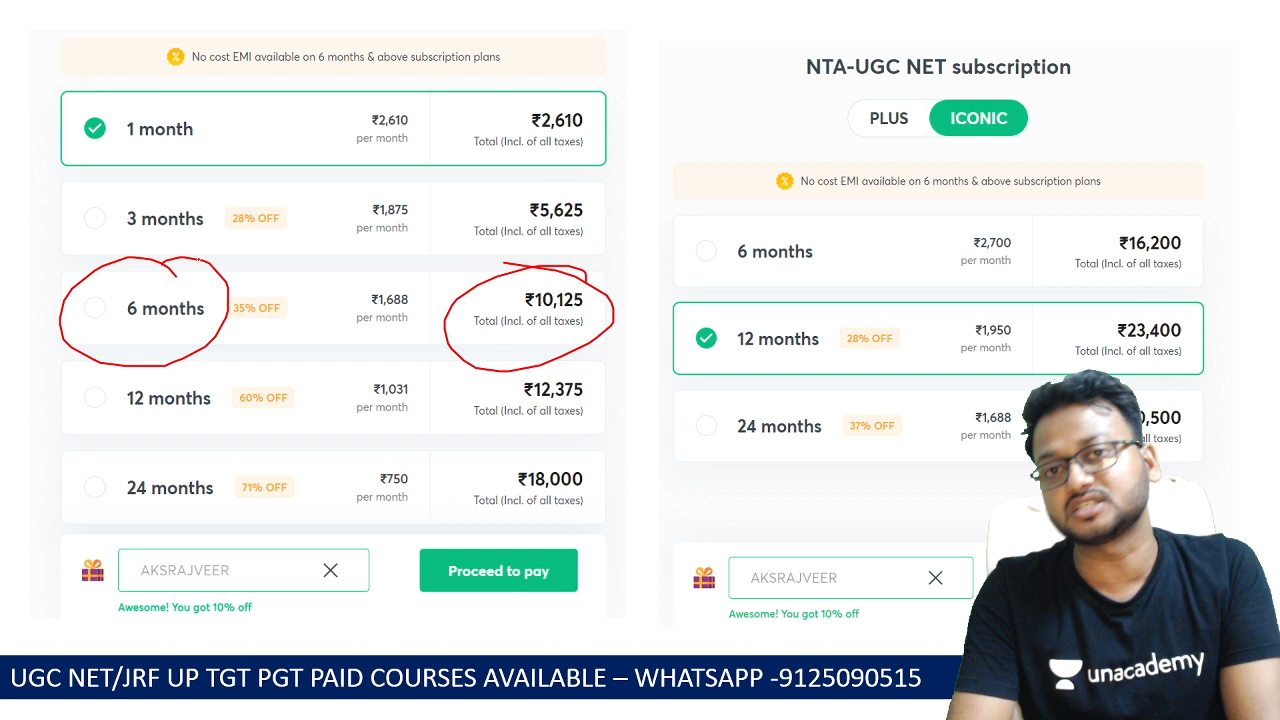 No cost EMI available on 6 months & above subscription plans
1 month
₹2,610
per month
₹2,610
Total (Incl. of all taxes)
3 months
28% OFF
₹1,875
per month
₹5,625
Total (Incl. of all taxes)
6 months
35% OFF
₹1,688
per month
₹10,125
Total (Incl. of all taxes)
12 months
60% OFF
₹1,031
per month
₹12,375
Total (Incl. of all taxes)
24 months
71% OFF
₹750
per month
₹18,000
Total (Incl. of all taxes)
AKSRAJVEER
Proceed to pay
Awesome! You got 10% off
NTA-UGC NET subscription
PLUS
ICONIC
No cost EMI available on 6 months & above subscription plans
6 months
₹2,700
per month
₹16,200
Total (Incl. of all taxes)
12 months
28% OFF
₹1,950
per month
₹23,400
Total (Incl. of all taxes)
24 months
37% OFF
₹1,688
per month
,500
taxes)
AKSRAJVEER
Awesome! You got 10% off
unacademy
UGC NET/JRF UP TGT PGT PAID COURSES AVAILABLE – WHATSAPP -9125090515